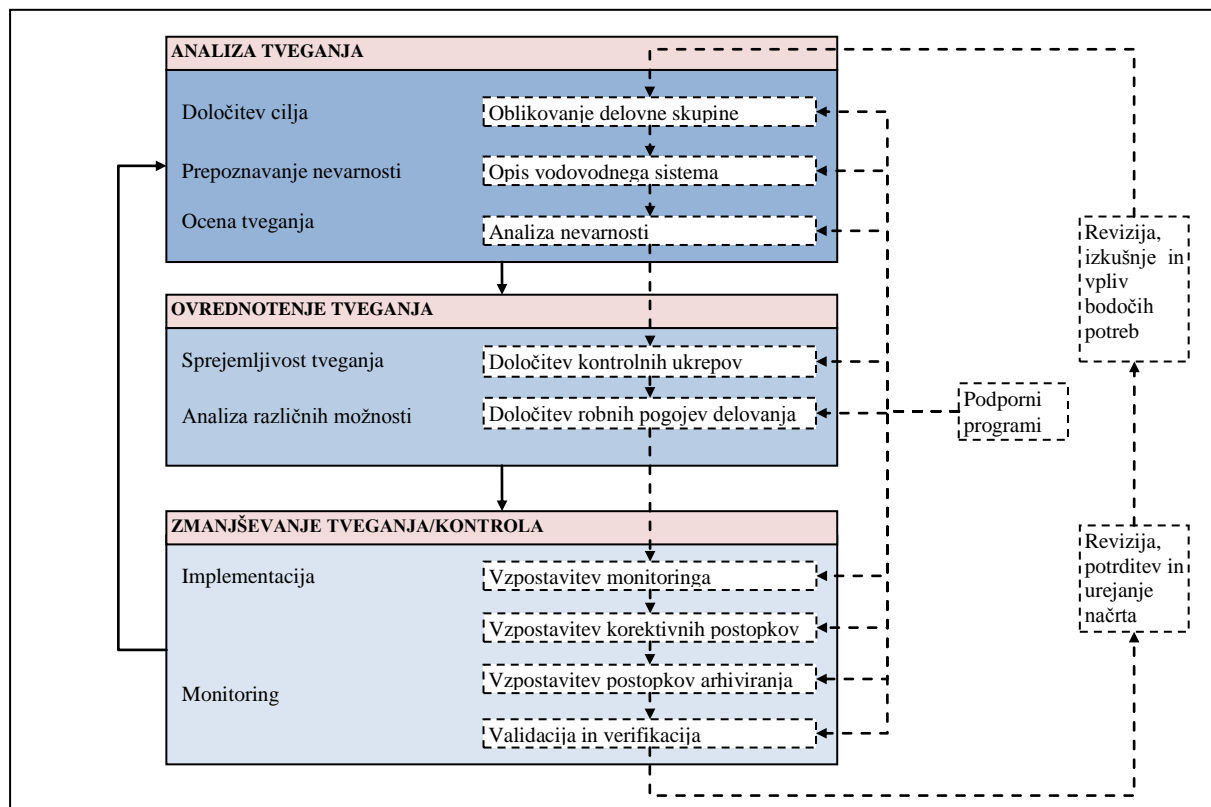 ANALIZA TVEGANJA
Določitev cilja
Oblikovanje delovne skupine
Prepoznavanje nevarnosti
Opis vodovodnega sistema
Ocena tveganja
Analiza nevarnosti
OVREDNOTENJE TVEGANJA
Sprejemljivost tveganja
Določitev kontrolnih ukrepov
Analiza različnih možnosti
Določitev robnih pogojev delovanja
ZMANJŠEVANJE TVEGANJA/KONTROLA
Implementacija
Vzpostavitev monitoringa
Vzpostavitev korektivnih postopkov
Monitoring
Vzpostavitev postopkov arhiviranja
Validacija in verifikacija
Podporni
programi
Revizija,
izkušnje in
vpliv
bodočih
potreb
Revizija,
potrditev in
urejanje
načrta